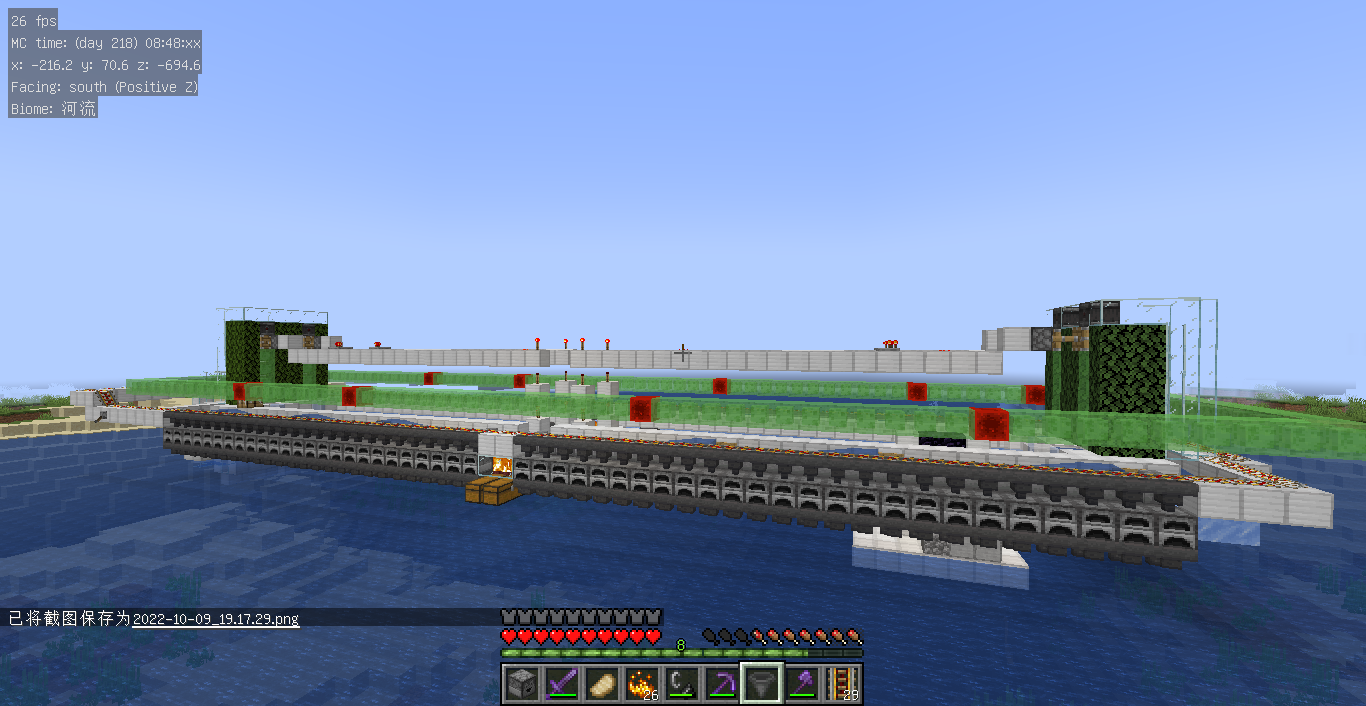 26 fps
MC time: (day 218) 08:48:xx
x: -216.2 y: 70.6 z: -694.6
Facing: south (Positive Z)
Biome: 河流
已将截图保存为2022-10-09_19.17.29.png
8
26
29